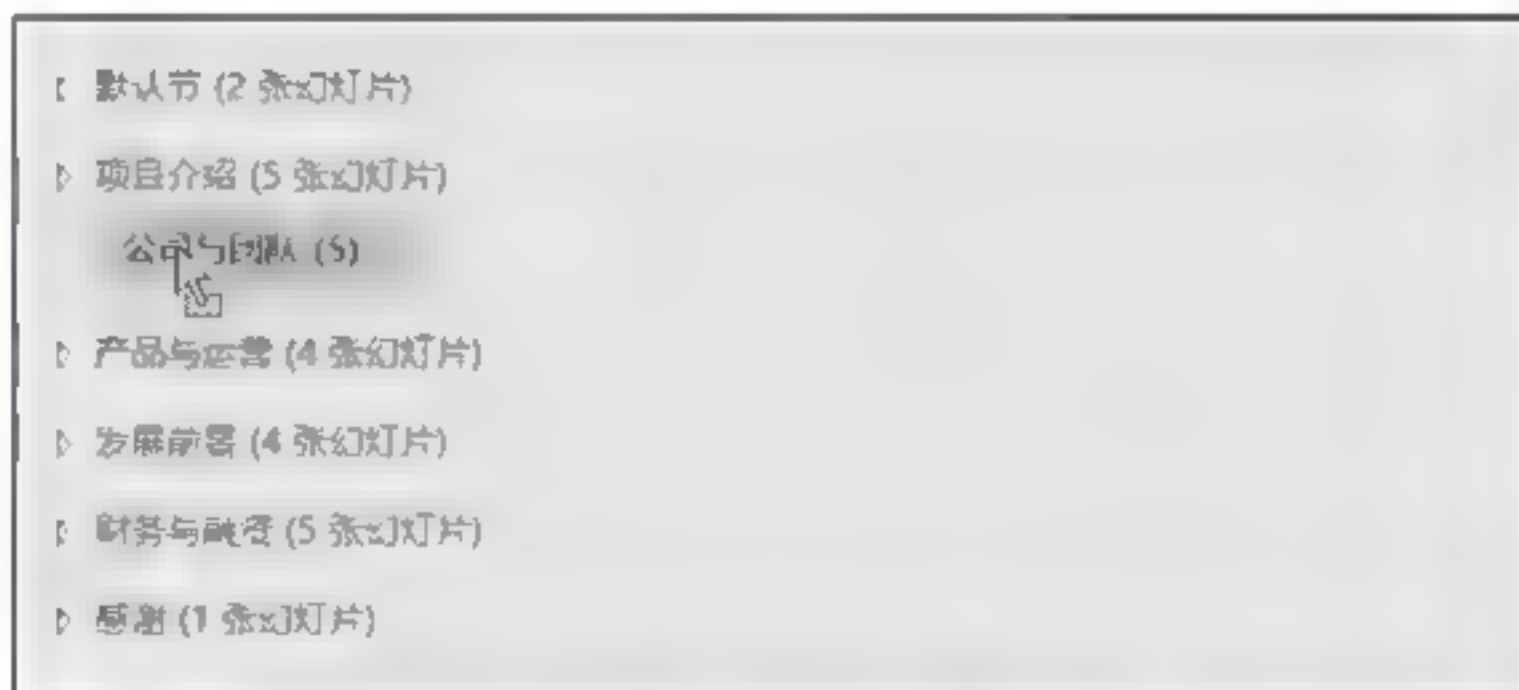 默认节 (2 张幻灯片)
项目介绍 (5 张幻灯片)
公司与团队 (5)
产品与运营 (4 张幻灯片)
发展前景 (4 张幻灯片)
财务与融资 (5 张幻灯片)
感谢 (1 张幻灯片)